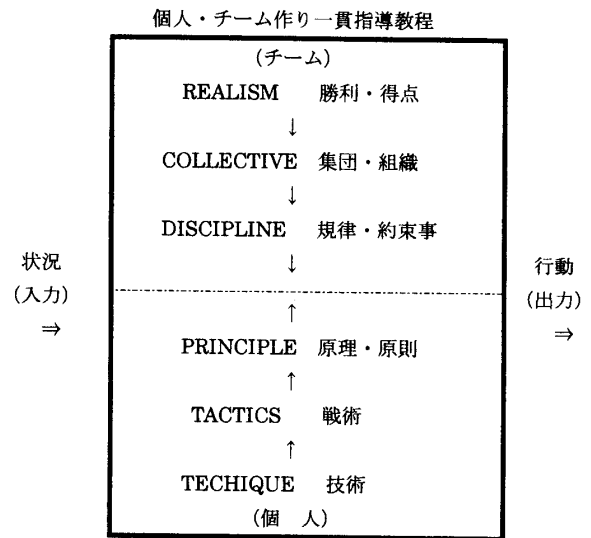 個人・チーム作り一貫指導教程
(チーム)
REALISM 勝利・得点
↓
COLLECTIVE 集団・組織
↓
DISCIPLINE 規律・約束事
↓
状況
(入力)
⇒
行動
(出力)
⇒
↑
PRINCIPLE 原理・原則
↑
TACTICS 戦術
↑
TECHIQUE 技術
(個 人)